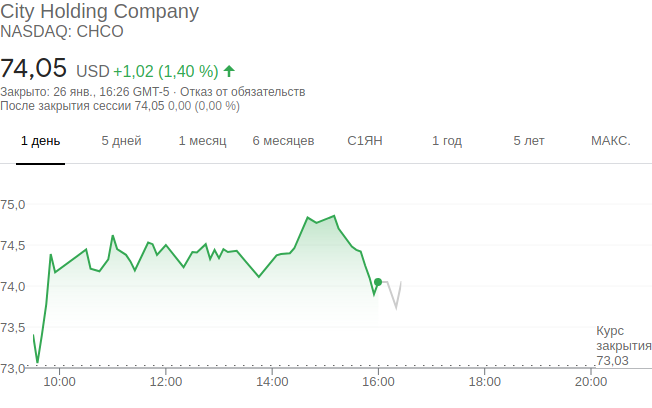 City Holding Company
NASDAQ: CHCO
74,05 USD +1,02 (1,40 %)
Закрыто: 26 янв., 16:26 GMT-5 · Отказ от обязательств
После закрытия сессии 74,05 0,00 (0,00 %)
1 день 5 дней 1 месяц 6 месяцев С1ЯН 1 год 5 лет МАКС.
75,0
74,5
74,0
73,5
Курс
закрытия
73,03
73,0
10:00 12:00 14:00 16:00 18:00 20:00